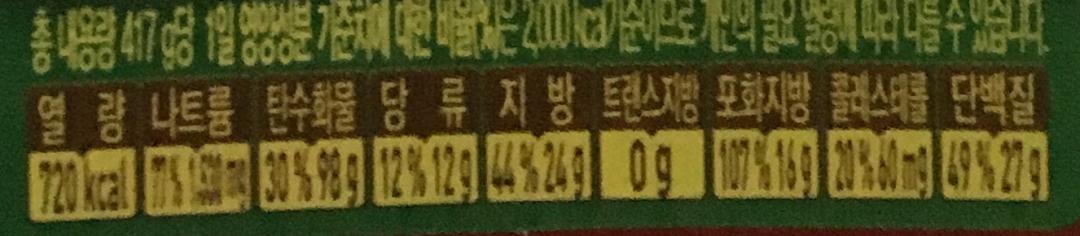 총 내용량 417 g당 1일 영양성분 기준치에 대한 비율(%)은 2,000 kcal 기준이므로 개인의 필요 열량에 따라 다를 수 있습니다.
열 량 나트륨 탄수화물 당 류 지 방 트랜스지방 포화지방 콜레스테롤 단백질
720 kcal 30 % 98 g 12 % 12 g 44 % 24 g 0 g 107 % 16 g 20 % 60 mg 49 % 27 g